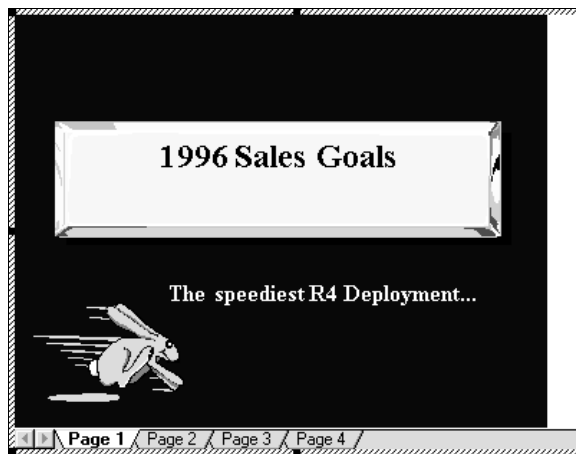 1996 Sales Goals
The speediest R4 Deployment...
Page 1 Page 2 Page 3 Page 4